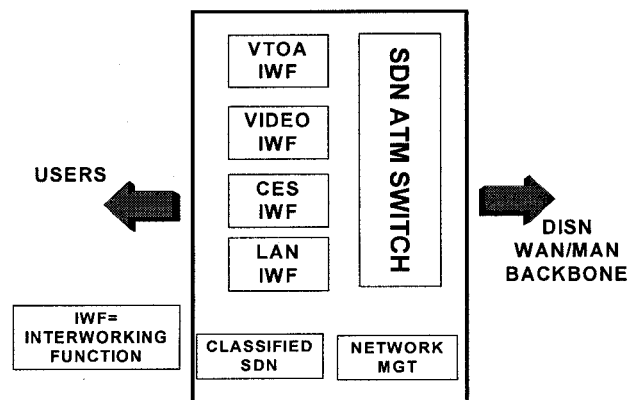 VTOA
IWF
VIDEO
IWF
CES
IWF
LAN
IWF
SDN ATM SWITCH
USERS
DISN
WAN/MAN
BACKBONE
IWF=
INTERWORKING
FUNCTION
CLASSIFIED
SDN
NETWORK
MGT